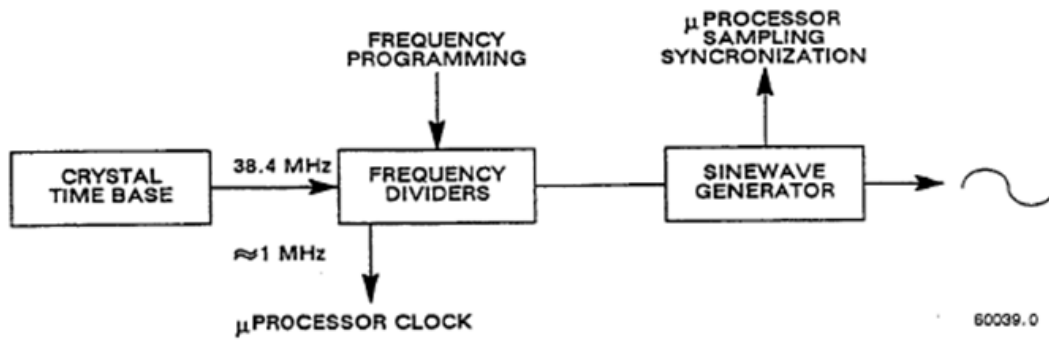 FREQUENCY
PROGRAMMING
μPROCESSOR
SAMPLING
SYNCRONIZATION
CRYSTAL
TIME BASE
38.4 MHz
FREQUENCY
DIVIDERS
SINEWAVE
GENERATOR
≈1 MHz
μPROCESSOR CLOCK
60039.0